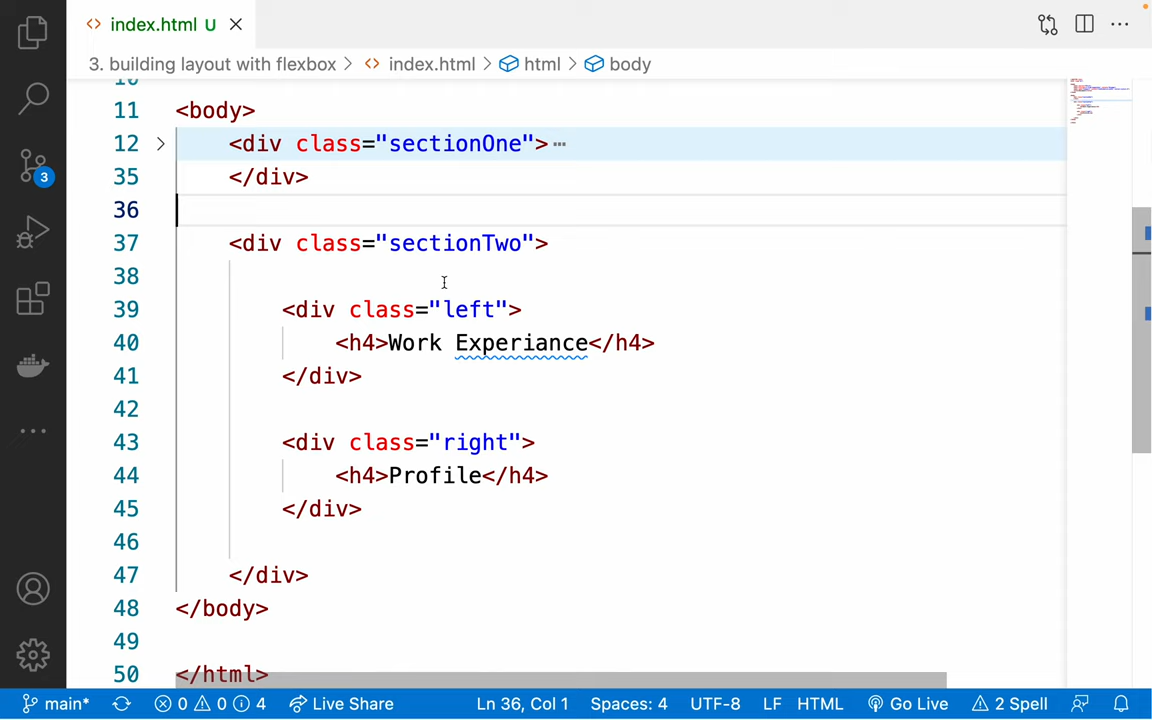 index.html U
3. building layout with flexbox > index.html > html > body
10
11 <body>
12 <div class="sectionOne">
35 </div>
36
37 <div class="sectionTwo">
38
39 <div class="left">
40 <h4>Work Experiance</h4>
41 </div>
42
43 <div class="right">
44 <h4>Profile</h4>
45 </div>
46
47 </div>
48 </body>
49
50 </html>
3
main* 0 0 4 Live Share Ln 36, Col 1 Spaces: 4 UTF-8 LF HTML Go Live 2 Spell